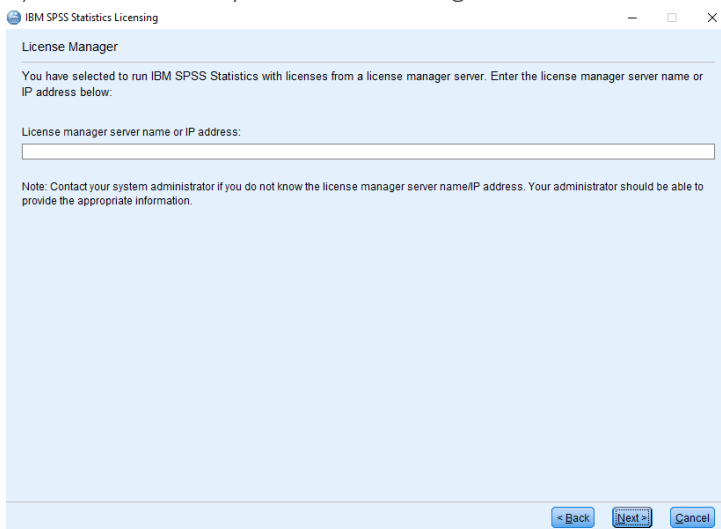 IBM SPSS Statistics Licensing
License Manager
You have selected to run IBM SPSS Statistics with licenses from a license manager server. Enter the license manager server name or
IP address below:
License manager server name or IP address:
Note: Contact your system administrator if you do not know the license manager server name/IP address. Your administrator should be able to
provide the appropriate information.
< Back
Next >
Cancel